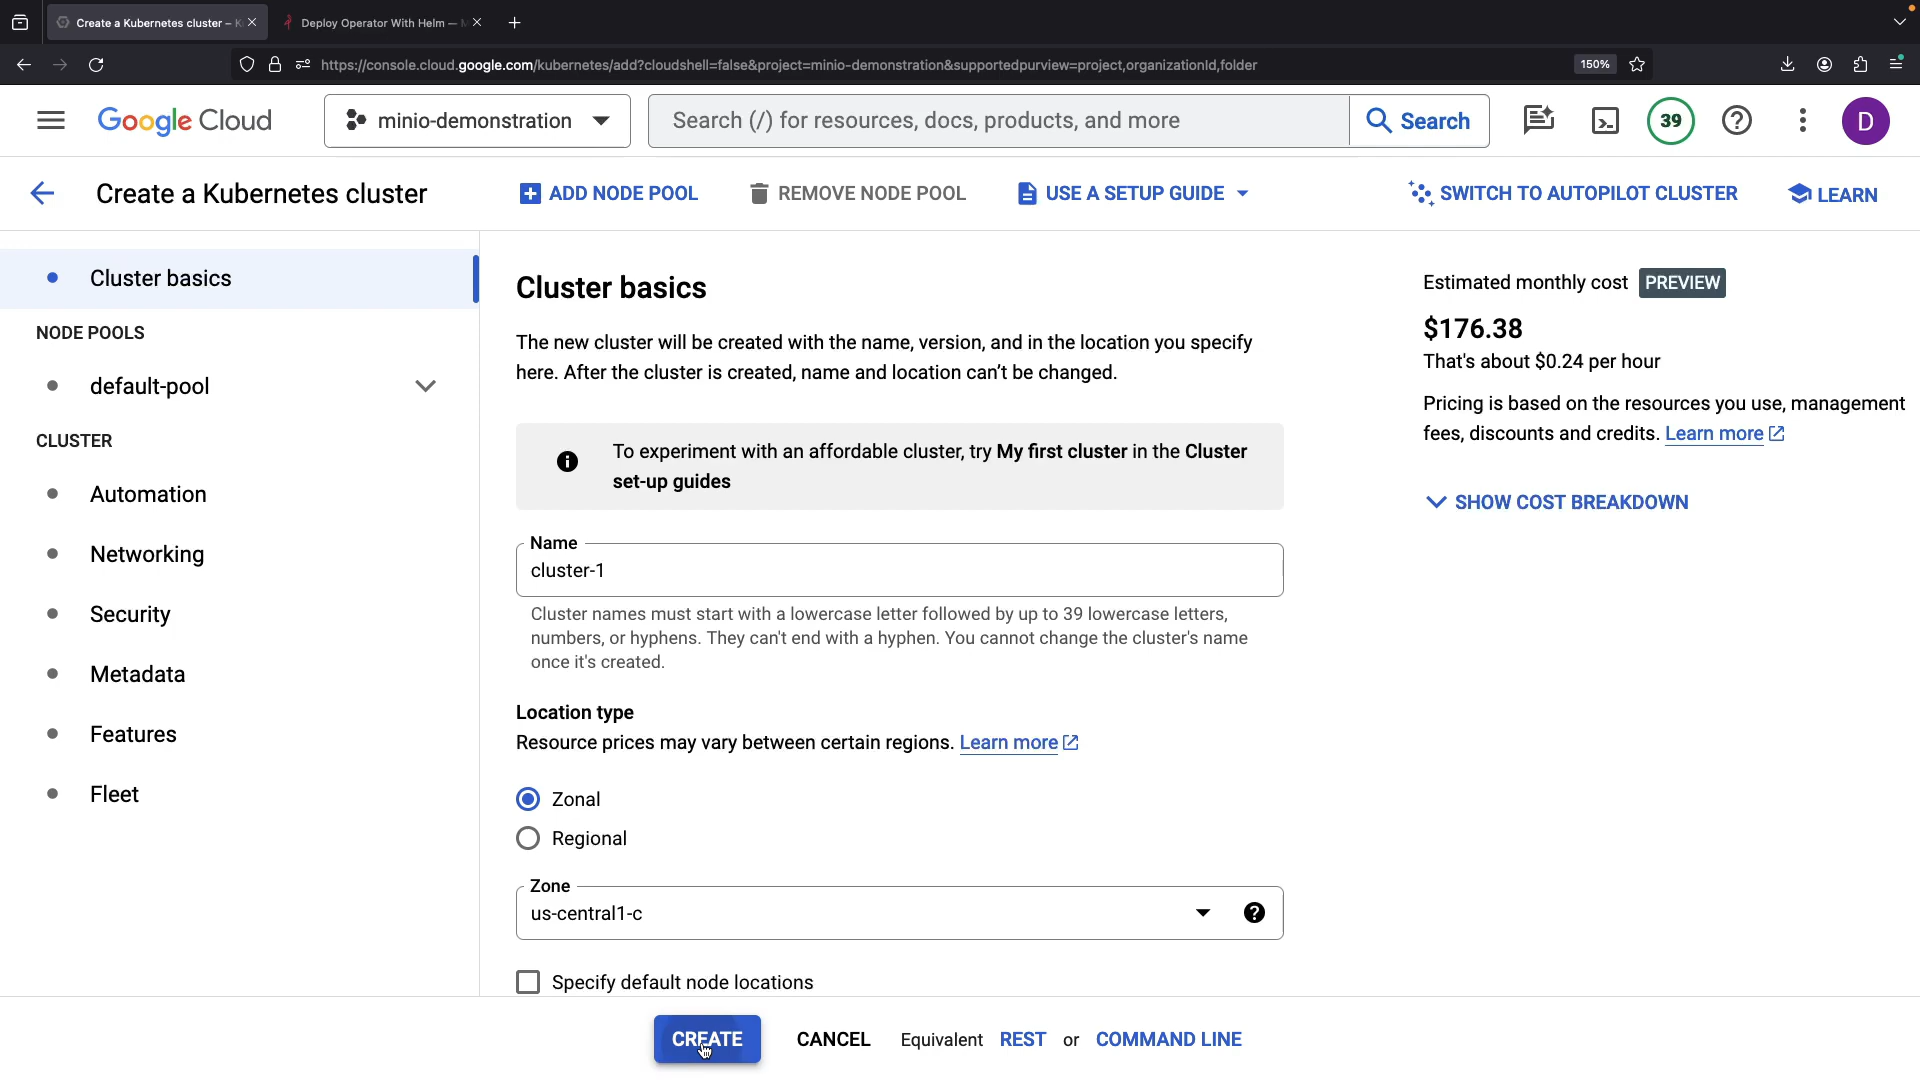 Create a Kubernetes cluster – K
Deploy Operator With Helm — M
https://console.cloud.google.com/kubernetes/add?cloudshell=false&project=minio-demonstration&supportedpurview=project,organizationId,folder
150%
Google Cloud
minio-demonstration
Search (/) for resources, docs, products, and more
Search
39
D
Create a Kubernetes cluster
ADD NODE POOL
REMOVE NODE POOL
USE A SETUP GUIDE
SWITCH TO AUTOPILOT CLUSTER
LEARN
Cluster basics
NODE POOLS
default-pool
CLUSTER
Automation
Networking
Security
Metadata
Features
Fleet
Cluster basics
The new cluster will be created with the name, version, and in the location you specify
here. After the cluster is created, name and location can’t be changed.
To experiment with an affordable cluster, try My first cluster in the Cluster
set-up guides
Name
cluster-1
Cluster names must start with a lowercase letter followed by up to 39 lowercase letters,
numbers, or hyphens. They can't end with a hyphen. You cannot change the cluster's name
once it's created.
Location type
Resource prices may vary between certain regions. Learn more
Zonal
Regional
Zone
us-central1-c
Specify default node locations
Estimated monthly cost PREVIEW
$176.38
That's about $0.24 per hour
Pricing is based on the resources you use, management
fees, discounts and credits. Learn more
SHOW COST BREAKDOWN
CREATE
CANCEL
Equivalent REST or COMMAND LINE